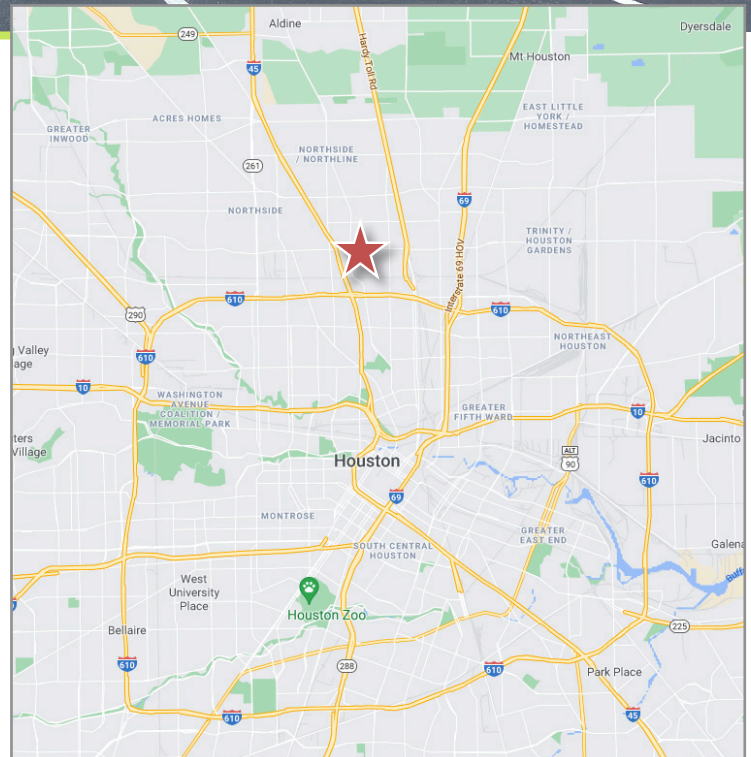 Aldine
Dyersdale
249
Hardy Toll Rd
Mt Houston
45
EAST LITTLE
YORK /
HOMESTEAD
ACRES HOMES
GREATER
INWOOD
NORTHSIDE
/ NORTHLINE
261
69
NORTHSIDE
TRINITY /
HOUSTON
GARDENS
Interstate 69 HOV
610
290
610
NORTHEAST
HOUSTON
g Valley
age
610
10
WASHINGTON
AVENUE
COALITION /
MEMORIAL PARK
GREATER
FIFTH WARD
10
ters
Village
Jacinto
Houston
ALT
90
610
69
MONTROSE
GREATER
EAST END
SOUTH CENTRAL
HOUSTON
Galena
West
University
Place
Buff
Houston Zoo
Bellaire
225
610
288
610
Park Place
610
45